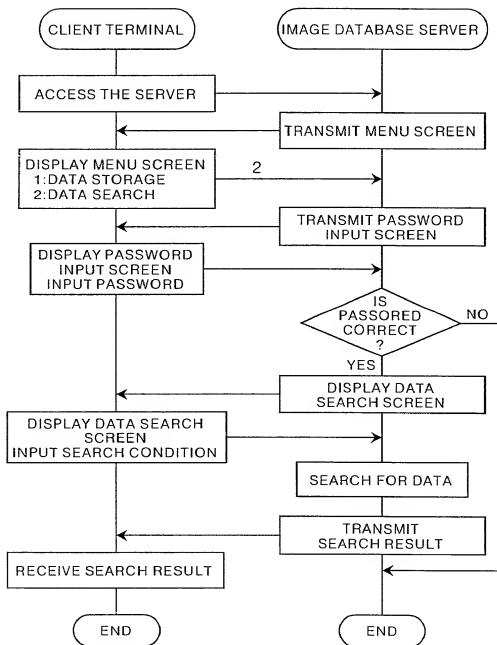 CLIENT TERMINAL
IMAGE DATABASE SERVER
ACCESS THE SERVER
TRANSMIT MENU SCREEN
DISPLAY MENU SCREEN
1:DATA STORAGE
2:DATA SEARCH
2
TRANSMIT PASSWORD
INPUT SCREEN
DISPLAY PASSWORD
INPUT SCREEN
INPUT PASSWORD
IS
PASSORED
CORRECT
?
NO
YES
DISPLAY DATA
SEARCH SCREEN
DISPLAY DATA SEARCH
SCREEN
INPUT SEARCH CONDITION
SEARCH FOR DATA
TRANSMIT
SEARCH RESULT
RECEIVE SEARCH RESULT
END
END